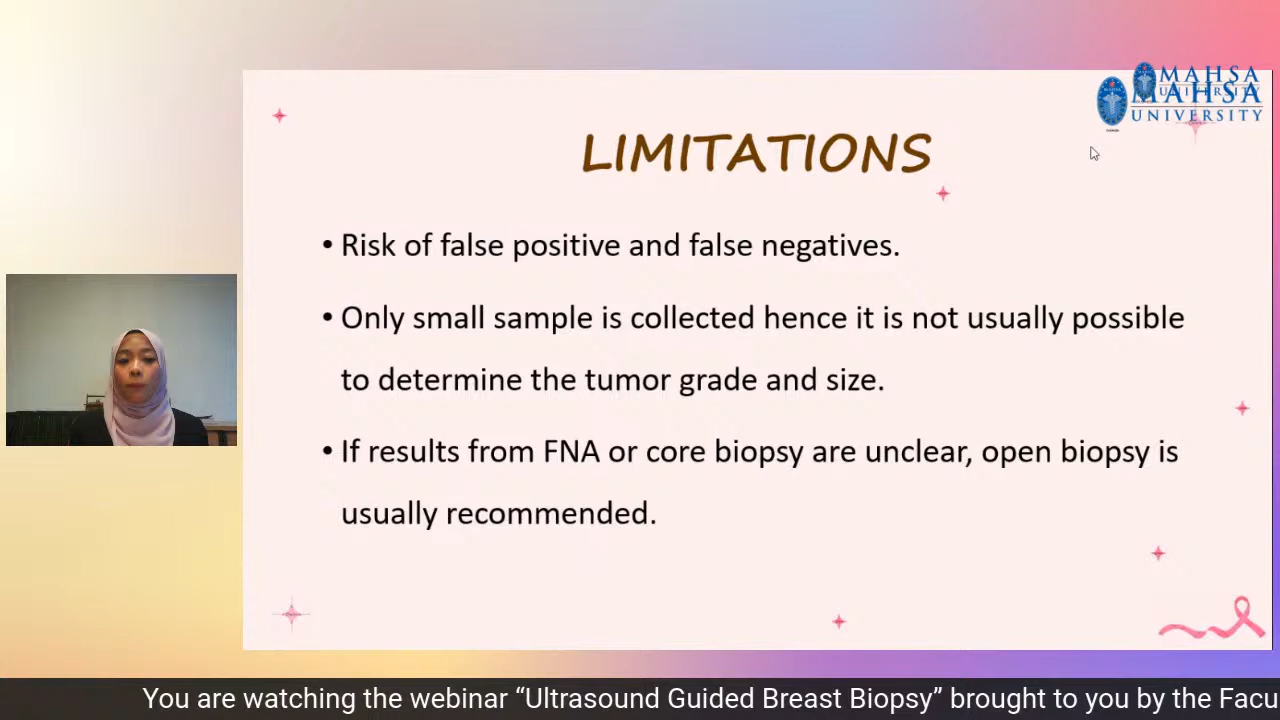 MAHSA
UNIVERSITY
MAHSA
UNIVERSITY
LIMITATIONS
• Risk of false positive and false negatives.
• Only small sample is collected hence it is not usually possible
to determine the tumor grade and size.
• If results from FNA or core biopsy are unclear, open biopsy is
usually recommended.
You are watching the webinar “Ultrasound Guided Breast Biopsy” brought to you by the Facu